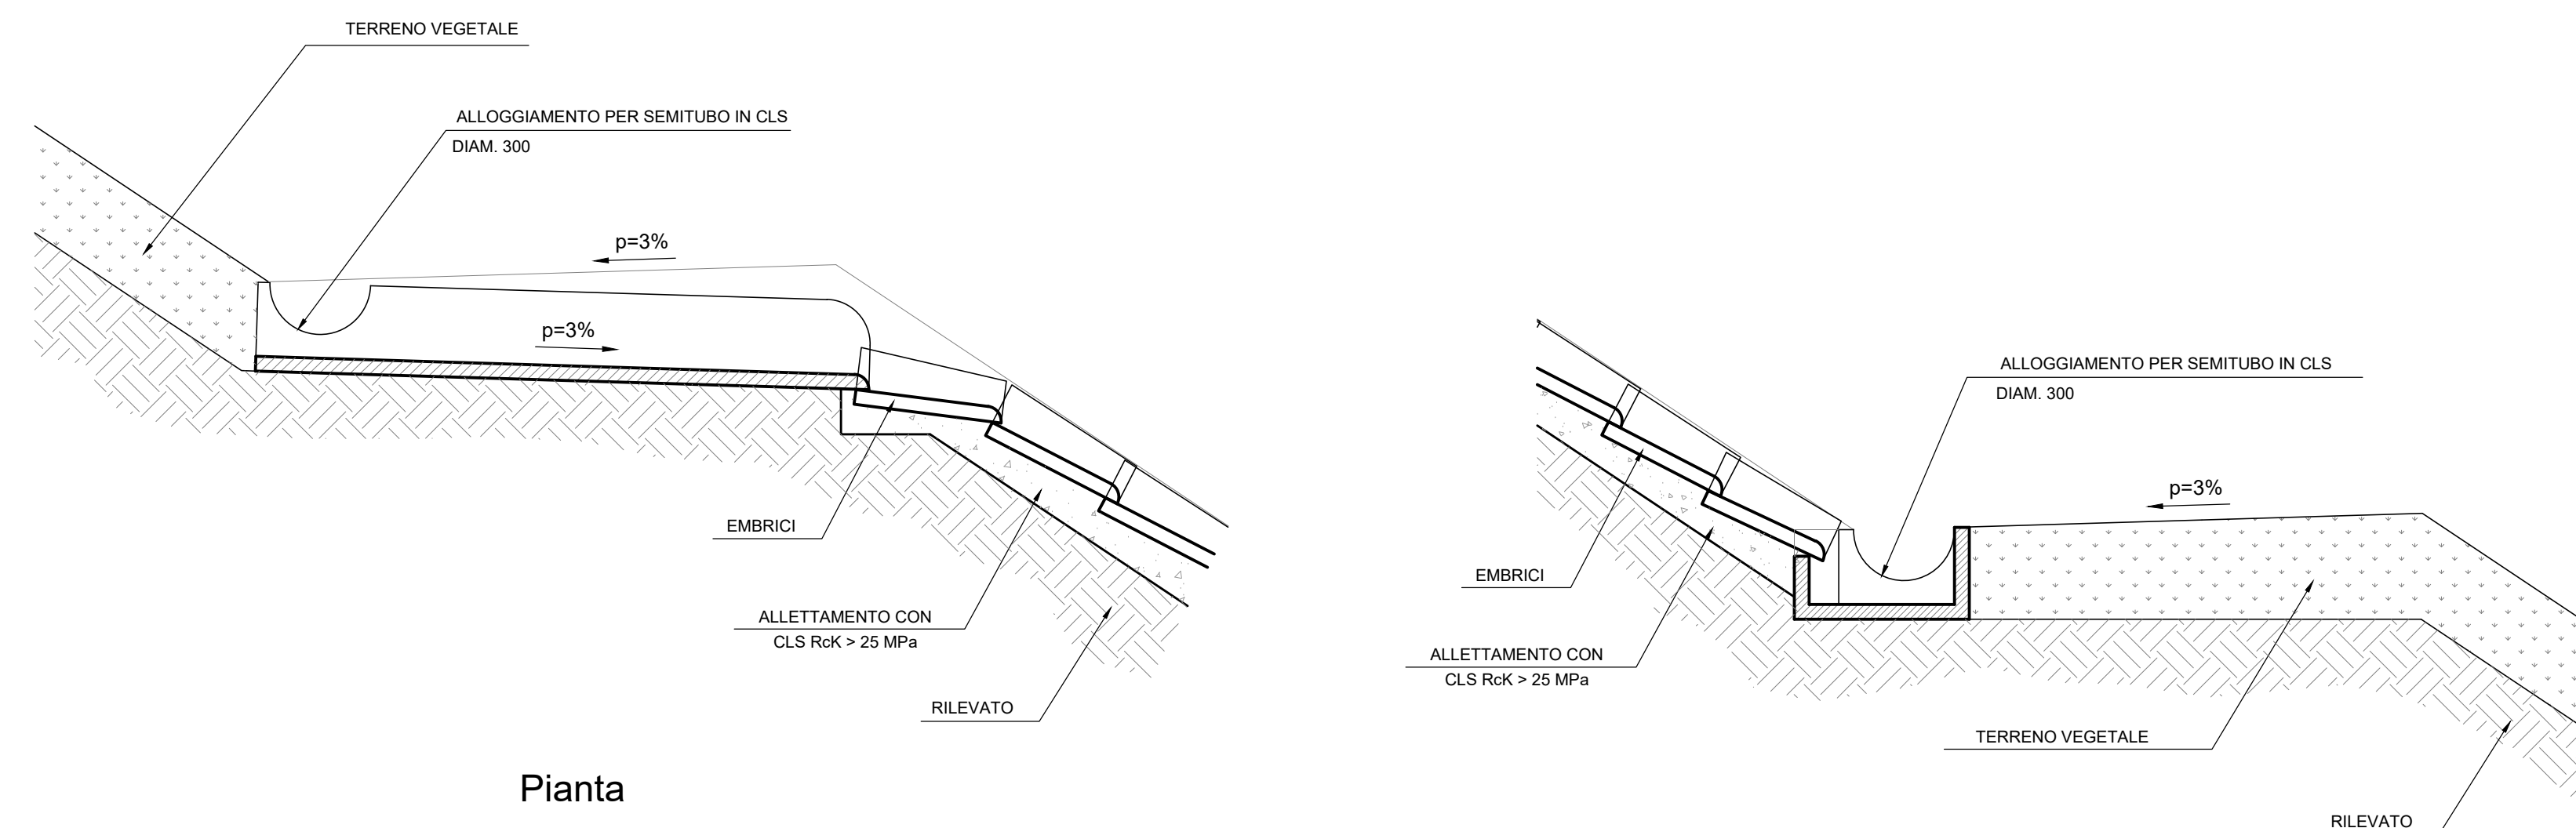 TERRENO VEGETALE
ALLOGGIAMENTO PER SEMITUBO IN CLS
DIAM. 300
p=3%
p=3%
EMBRICI
ALLETTAMENTO CON
CLS RcK > 25 MPa
RILEVATO
Pianta
ALLOGGIAMENTO PER SEMITUBO IN CLS
DIAM. 300
p=3%
EMBRICI
ALLETTAMENTO CON
CLS RcK > 25 MPa
TERRENO VEGETALE
RILEVATO